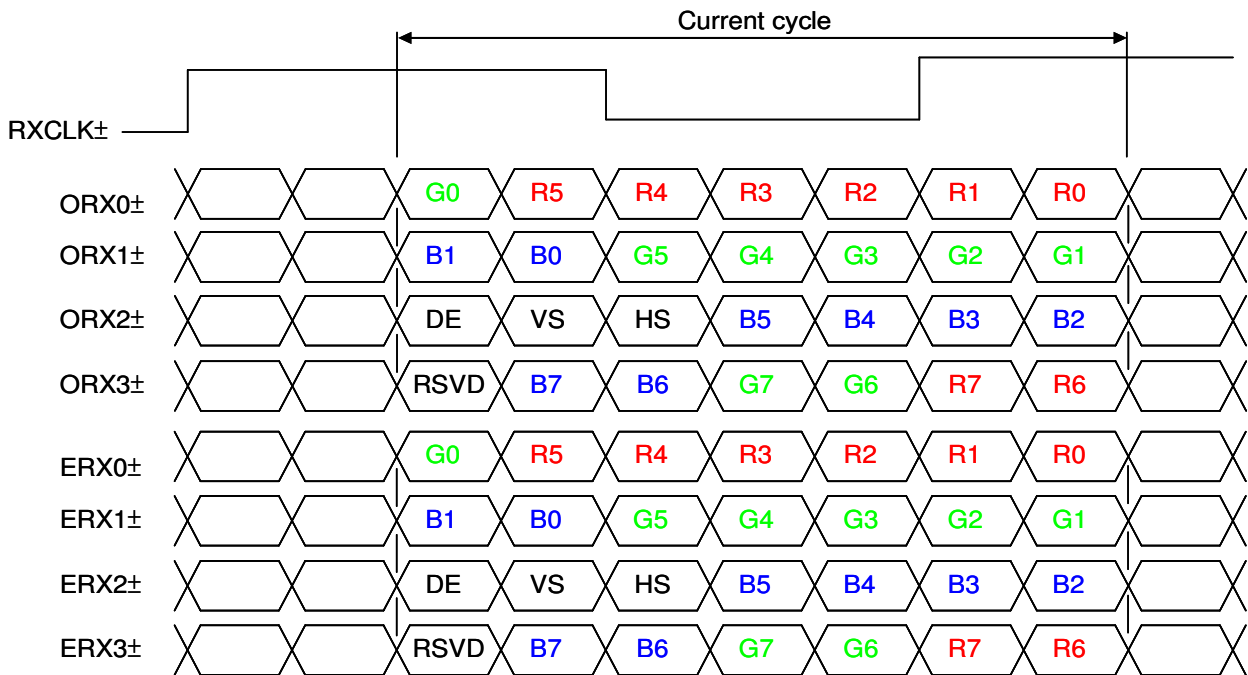 Current cycle
RXCLK±
ORX0± G0 R5 R4 R3 R2 R1 R0
ORX1± B1 B0 G5 G4 G3 G2 G1
ORX2± DE VS HS B5 B4 B3 B2
ORX3± RSVD B7 B6 G7 G6 R7 R6
ERX0± G0 R5 R4 R3 R2 R1 R0
ERX1± B1 B0 G5 G4 G3 G2 G1
ERX2± DE VS HS B5 B4 B3 B2
ERX3± RSVD B7 B6 G7 G6 R7 R6